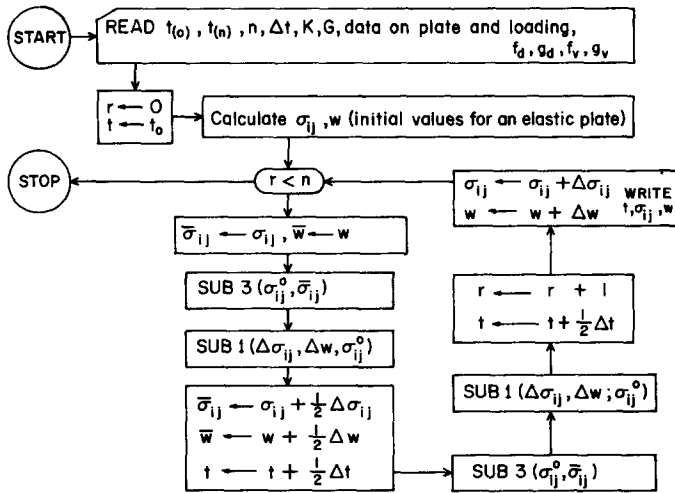 START
READ t(o), t(n), n, Δt, K, G, data on plate and loading,
fd, gd, fv, gv
r ← 0
t ← to
Calculate σij, w (initial values for an elastic plate)
STOP
r < n
σ̅ij ← σij, w̅ ← w
SUB 3 (σ°ij, σ̅ij)
SUB 1 (Δσij, Δw, σ°ij)
σ̅ij ← σij + 1/2 Δσij
w̅ ← w + 1/2 Δw
t ← t + 1/2 Δt
SUB 3 (σ°ij, σ̅ij)
SUB 1 (Δσij, Δw; σ°ij)
r ← r + 1
t ← t + 1/2 Δt
σij ← σij + Δσij
w ← w + Δw
WRITE
t, σij, w